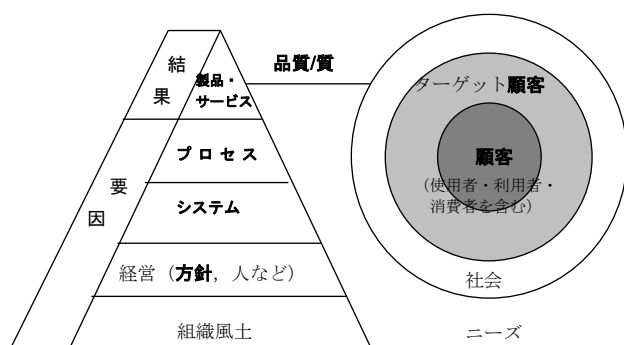 結
果
製品・
サービス
品質/質
ターゲット顧客
プロセス
顧客
(使用者・利用者・
消費者を含む)
要
因
システム
経営(方針,人など)
社会
組織風土
ニーズ